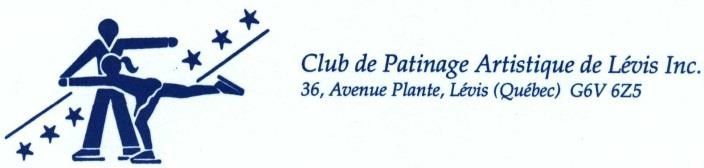 Club de Patinage Artistique de Lévis Inc.
36, Avenue Plante, Lévis (Québec) G6V 6Z5